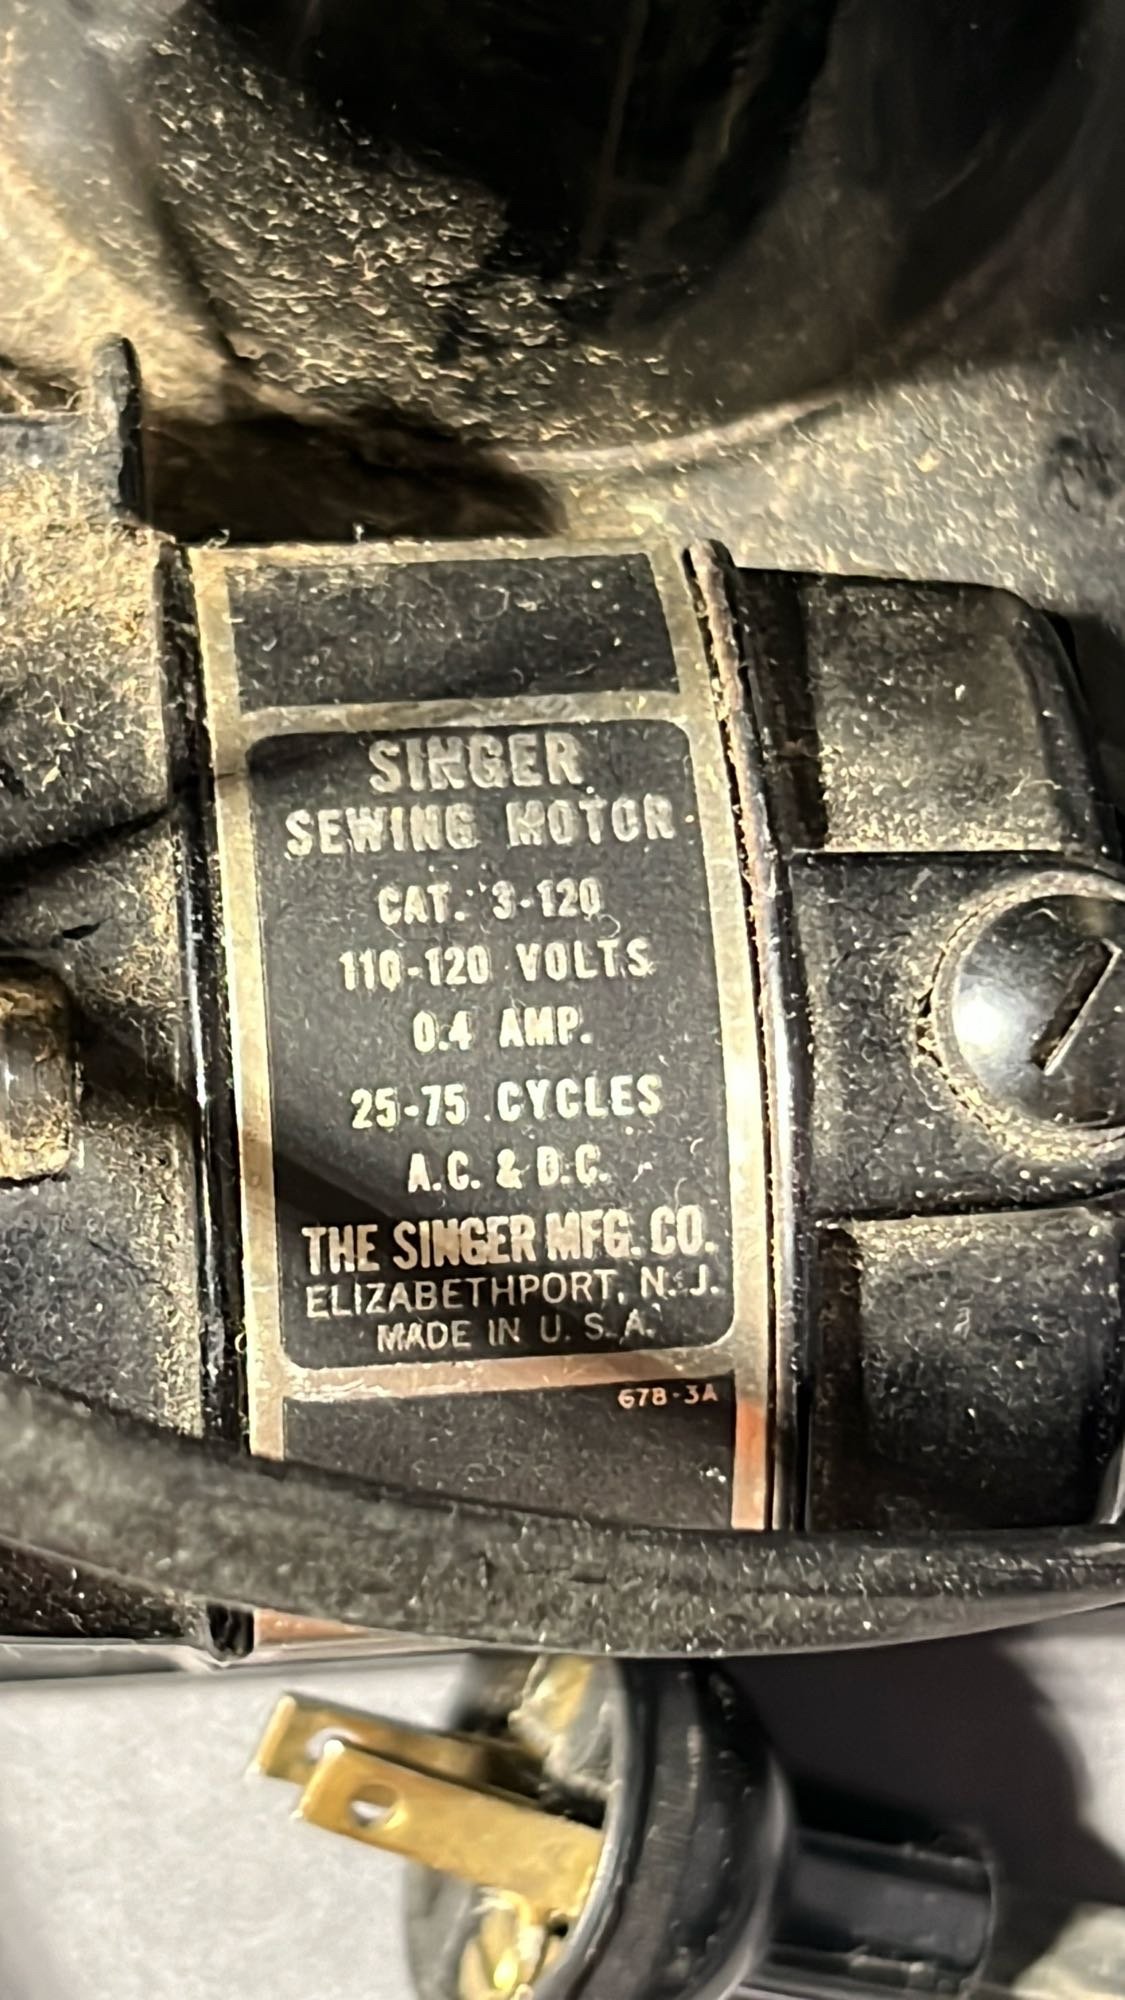 SINGER
SEWING MOTOR
CAT. 3-120
110-120 VOLTS
0.4 AMP.
25-75 CYCLES
A.C. & D.C.
THE SINGER MFG. CO.
ELIZABETHPORT, N. J.
MADE IN U. S. A.
678-3A